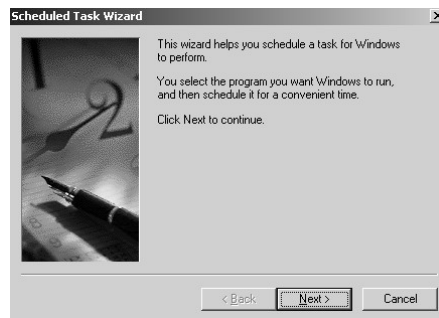 Scheduled Task Wizard
This wizard helps you schedule a task for Windows
to perform.
You select the program you want Windows to run,
and then schedule it for a convenient time.
Click Next to continue.
< Back
Next >
Cancel